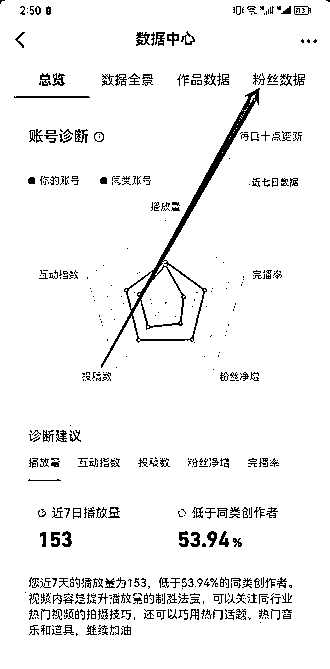 2:50
数据中心
总览 数据全景 作品数据 粉丝数据
账号诊断
每日十点更新
你的账号 同类账号
近七日数据
播放量
互动指数 完播率
投稿数 粉丝净增
诊断建议
播放量 互动指数 投稿数 粉丝净增 完播率
近7日播放量 低于同类创作者
153 53.94%
您近7天的播放量为153，低于53.94%的同类创作者。
视频内容是提升播放量的制胜法宝，可以关注同行业
热门视频的拍摄技巧，还可以巧用热门话题、热门音
乐和道具，继续加油